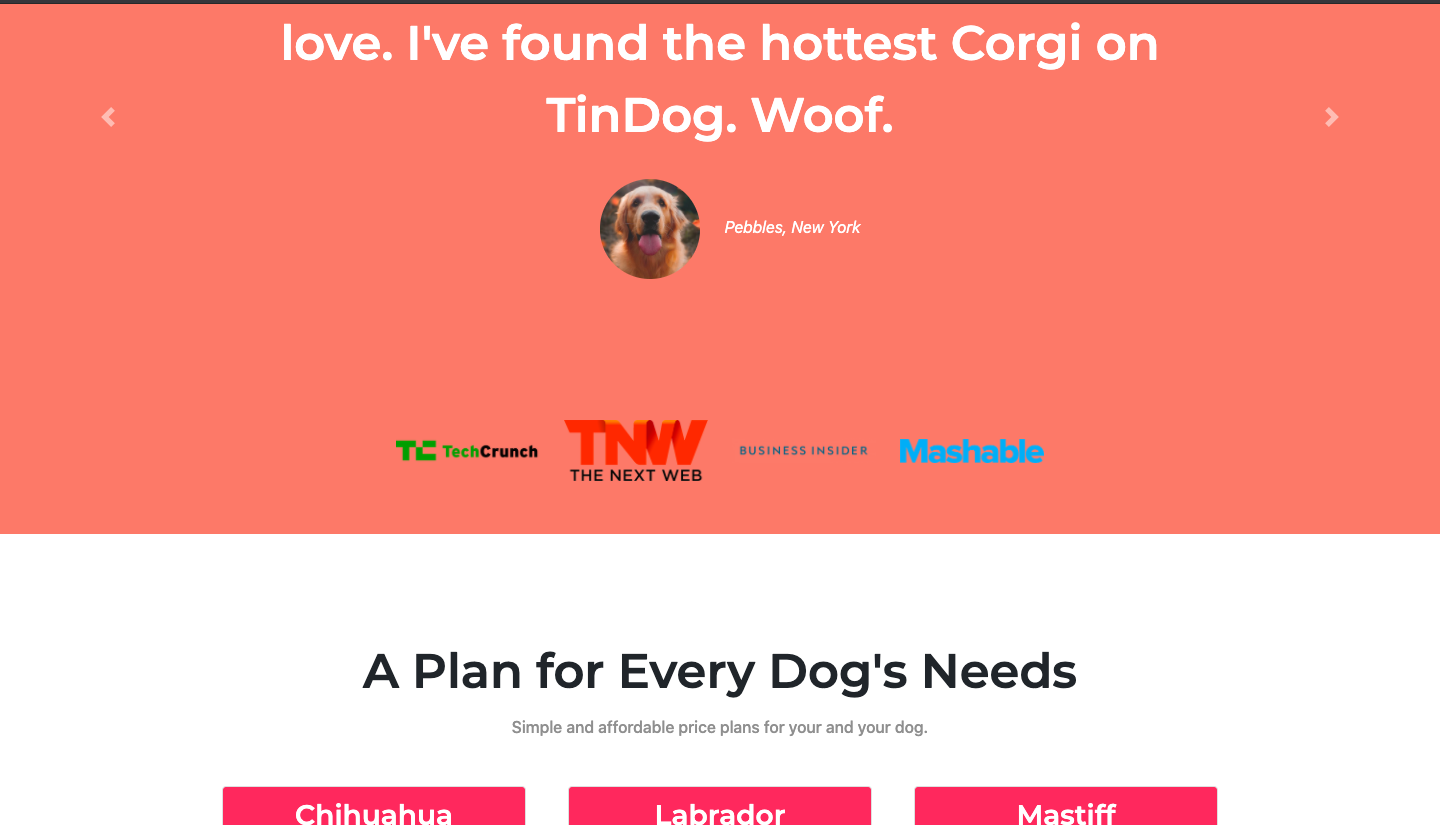 love. I've found the hottest Corgi on
TinDog. Woof.
Pebbles, New York
TC TechCrunch
TNW
THE NEXT WEB
BUSINESS INSIDER
Mashable
A Plan for Every Dog's Needs
Simple and affordable price plans for your and your dog.
Chihuahua
Labrador
Mastiff